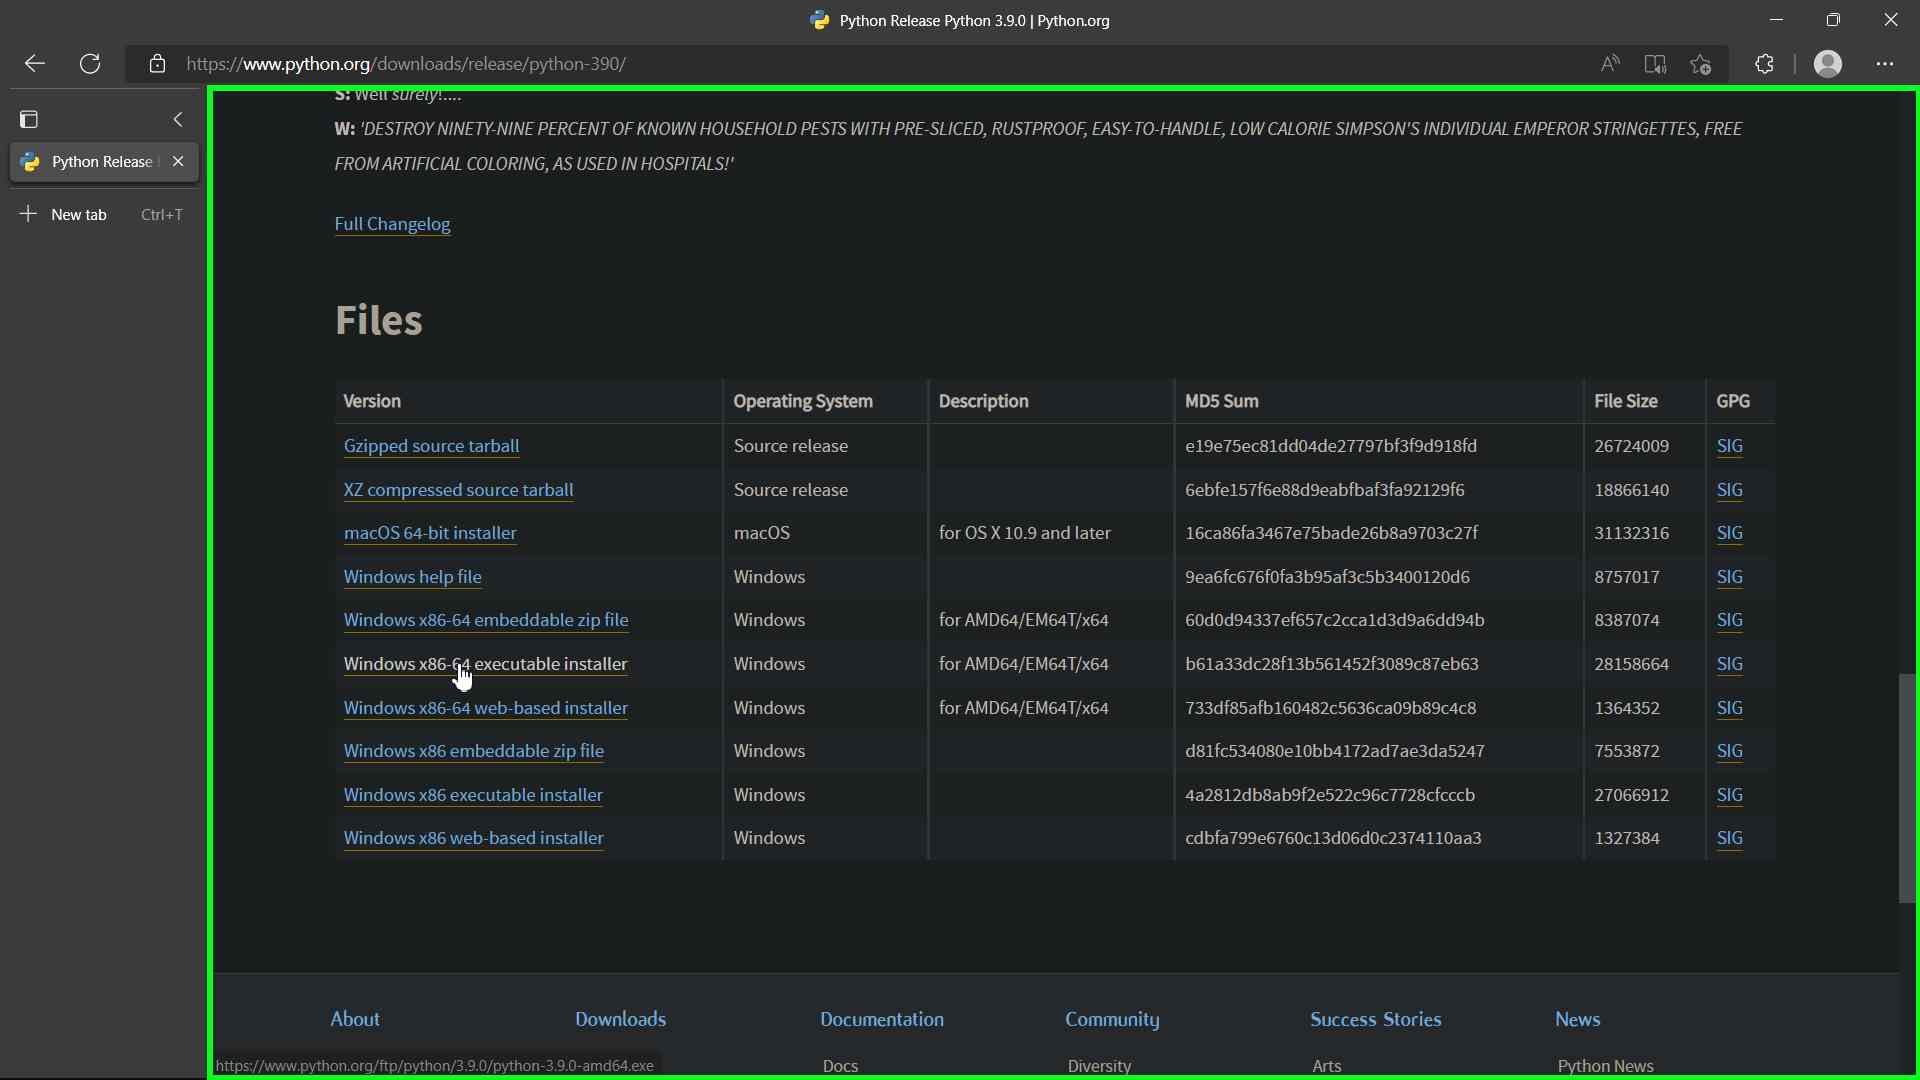 Python Release Python 3.9.0 | Python.org
https://www.python.org/downloads/release/python-390/
Python Release
New tab Ctrl+T
S: Well surely!....
W: 'DESTROY NINETY-NINE PERCENT OF KNOWN HOUSEHOLD PESTS WITH PRE-SLICED, RUSTPROOF, EASY-TO-HANDLE, LOW CALORIE SIMPSON'S INDIVIDUAL EMPEROR STRINGETTES, FREE
FROM ARTIFICIAL COLORING, AS USED IN HOSPITALS!'
Full Changelog
Files
Version Operating System Description MD5 Sum File Size GPG
Gzipped source tarball Source release e19e75ec81dd04de27797bf3f9d918fd 26724009 SIG
XZ compressed source tarball Source release 6ebfe157f6e88d9eabfbaf3fa92129f6 18866140 SIG
macOS 64-bit installer macOS for OS X 10.9 and later 16ca86fa3467e75bade26b8a9703c27f 31132316 SIG
Windows help file Windows 9ea6fc676f0fa3b95af3c5b3400120d6 8757017 SIG
Windows x86-64 embeddable zip file Windows for AMD64/EM64T/x64 60d0d94337ef657c2cca1d3d9a6dd94b 8387074 SIG
Windows x86-64 executable installer Windows for AMD64/EM64T/x64 b61a33dc28f13b561452f3089c87eb63 28158664 SIG
Windows x86-64 web-based installer Windows for AMD64/EM64T/x64 733df85afb160482c5636ca09b89c4c8 1364352 SIG
Windows x86 embeddable zip file Windows d81fc534080e10bb4172ad7ae3da5247 7553872 SIG
Windows x86 executable installer Windows 4a2812db8ab9f2e522c96c7728cfcccb 27066912 SIG
Windows x86 web-based installer Windows cdbfa799e6760c13d06d0c2374110aa3 1327384 SIG
About Downloads Documentation Community Success Stories News
https://www.python.org/ftp/python/3.9.0/python-3.9.0-amd64.exe Docs Diversity Arts Python News